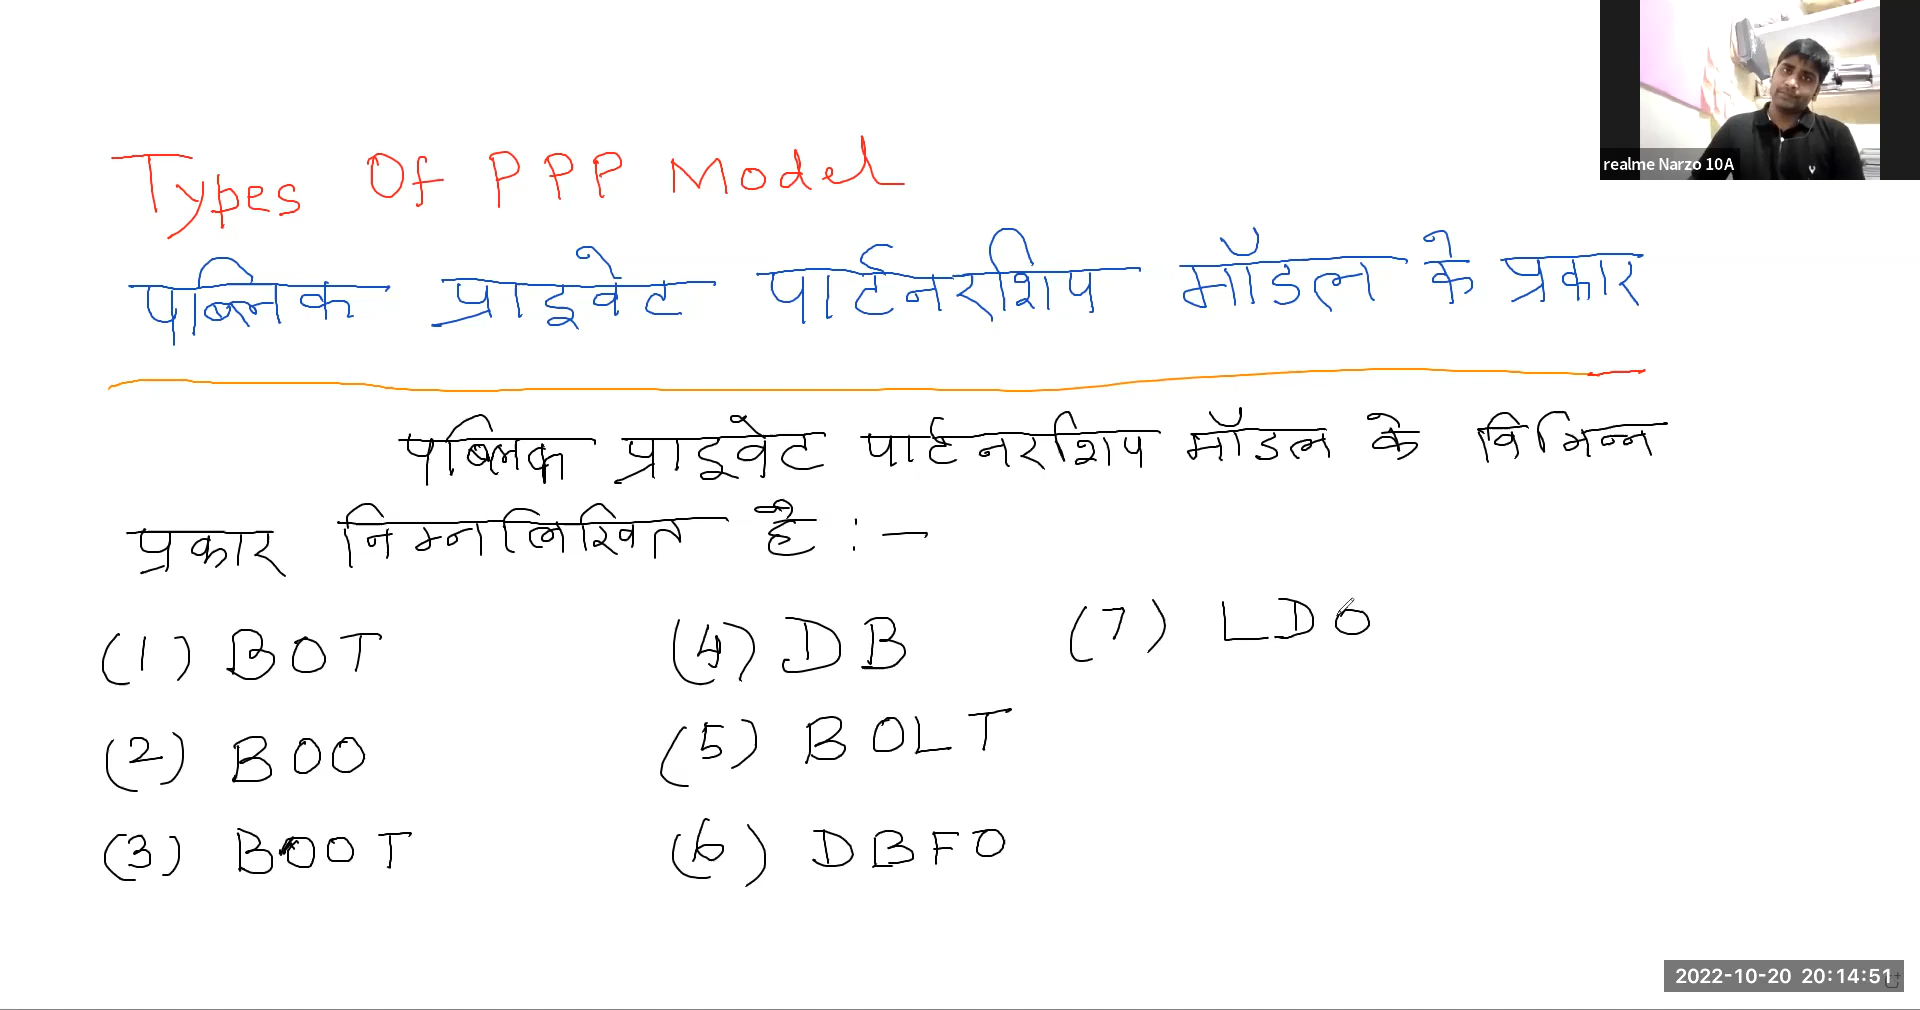 realme Narzo 10A
Types Of PPP Model
पब्लिक प्राइवेट पार्टनरशिप मॉडल के प्रकार
पब्लिक प्राइवेट पार्टनरशिप मॉडल के विभिन्न
प्रकार निम्नलिखित है :-
(1) BOT
(2) BOO
(3) BOOT
(4) DB
(5) BOLT
(6) DBFO
(7) LDO
2022-10-20 20:14:51